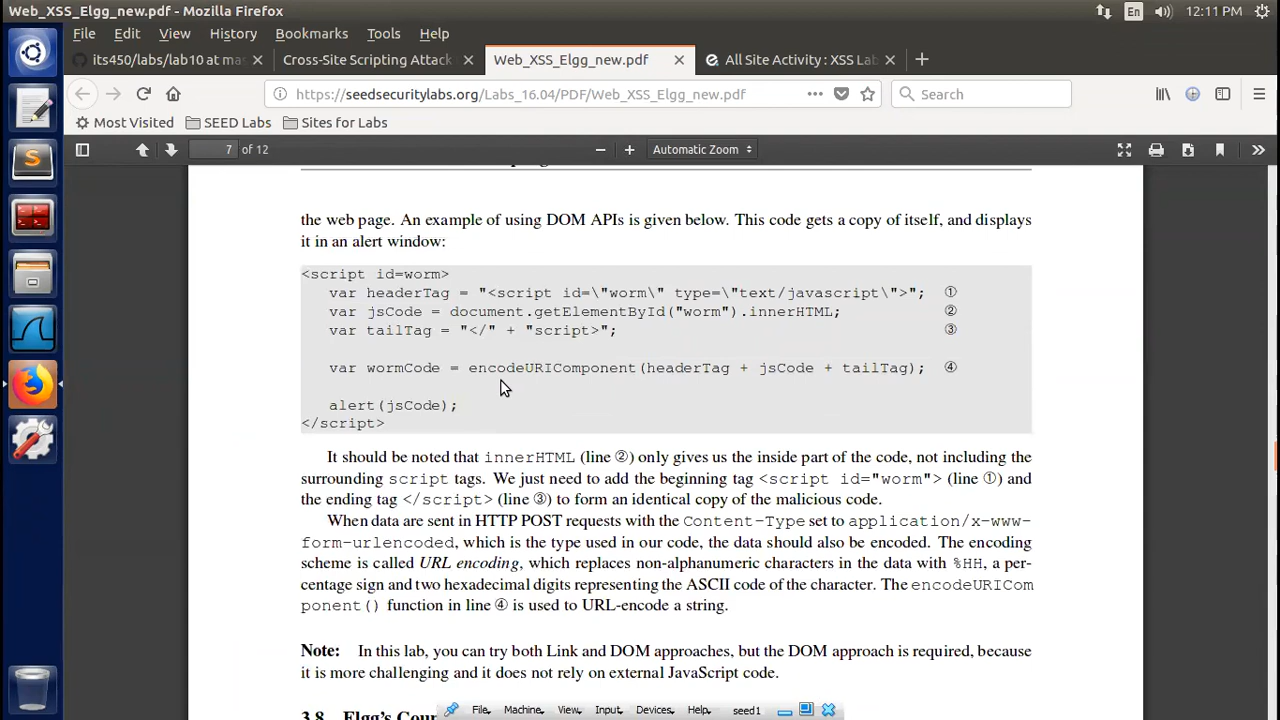 Web_XSS_Elgg_new.pdf - Mozilla Firefox
En 12:11 PM
File Edit View History Bookmarks Tools Help
its450/labs/lab10 at ma × Cross-Site Scripting Attack × Web_XSS_Elgg_new.pdf × All Site Activity : XSS Lab × +
https://seedsecuritylabs.org/Labs_16.04/PDF/Web_XSS_Elgg_new.pdf ••• Search
Most Visited SEED Labs Sites for Labs
7 of 12 − + Automatic Zoom
the web page. An example of using DOM APIs is given below. This code gets a copy of itself, and displays
it in an alert window:
<script id=worm>
var headerTag = "<script id=\"worm\" type=\"text/javascript\">"; ①
var jsCode = document.getElementById("worm").innerHTML; ②
var tailTag = "</" + "script>"; ③
var wormCode = encodeURIComponent(headerTag + jsCode + tailTag); ④
alert(jsCode);
</script>
It should be noted that innerHTML (line ②) only gives us the inside part of the code, not including the
surrounding script tags. We just need to add the beginning tag <script id="worm"> (line ①) and
the ending tag </script> (line ③) to form an identical copy of the malicious code.
When data are sent in HTTP POST requests with the Content-Type set to application/x-www-
form-urlencoded, which is the type used in our code, the data should also be encoded. The encoding
scheme is called URL encoding, which replaces non-alphanumeric characters in the data with %HH, a per-
centage sign and two hexadecimal digits representing the ASCII code of the character. The encodeURICom
ponent() function in line ④ is used to URL-encode a string.
Note: In this lab, you can try both Link and DOM approaches, but the DOM approach is required, because
it is more challenging and it does not rely on external JavaScript code.
3.8 Elgg's Cou
File Machine View Input Devices Help seed1